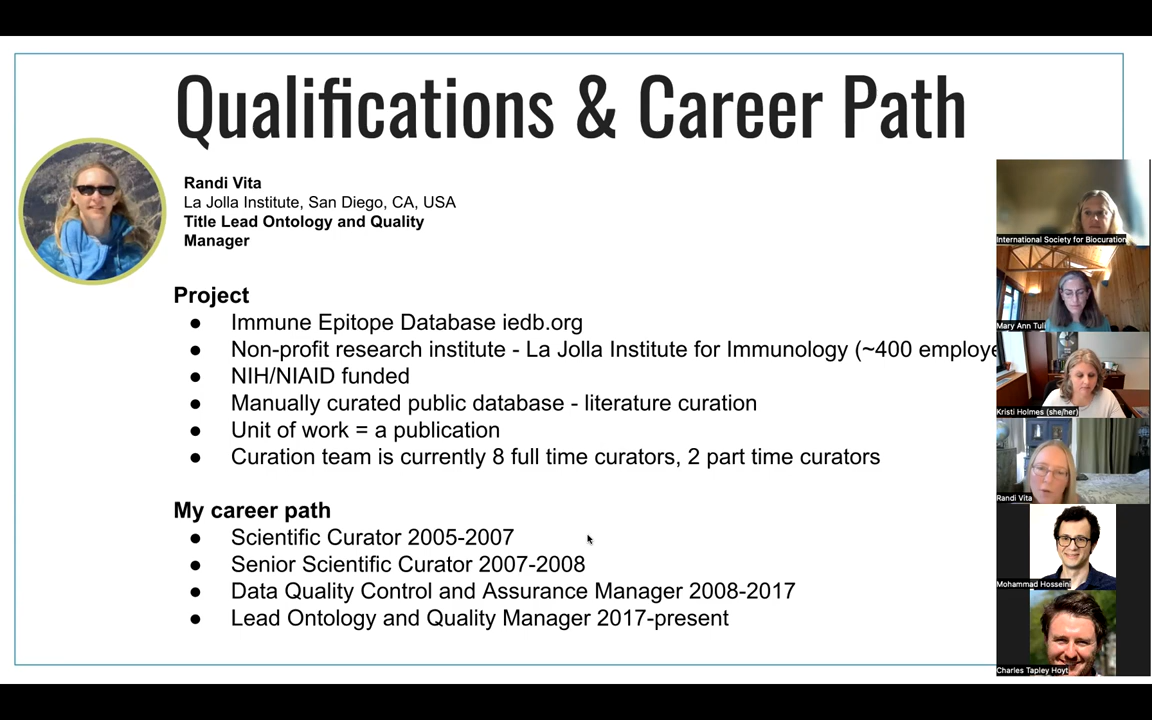 Qualifications & Career Path
Randi Vita
La Jolla Institute, San Diego, CA, USA
Title Lead Ontology and Quality
Manager
Project
● Immune Epitope Database iedb.org
● Non-profit research institute - La Jolla Institute for Immunology (~400 employe
● NIH/NIAID funded
● Manually curated public database - literature curation
● Unit of work = a publication
● Curation team is currently 8 full time curators, 2 part time curators
My career path
● Scientific Curator 2005-2007
● Senior Scientific Curator 2007-2008
● Data Quality Control and Assurance Manager 2008-2017
● Lead Ontology and Quality Manager 2017-present
International Society for Biocuration
Mary Ann Tuli
Kristi Holmes (she/her)
Randi Vita
Mohammad Hosseini
Charles Tapley Hoyt